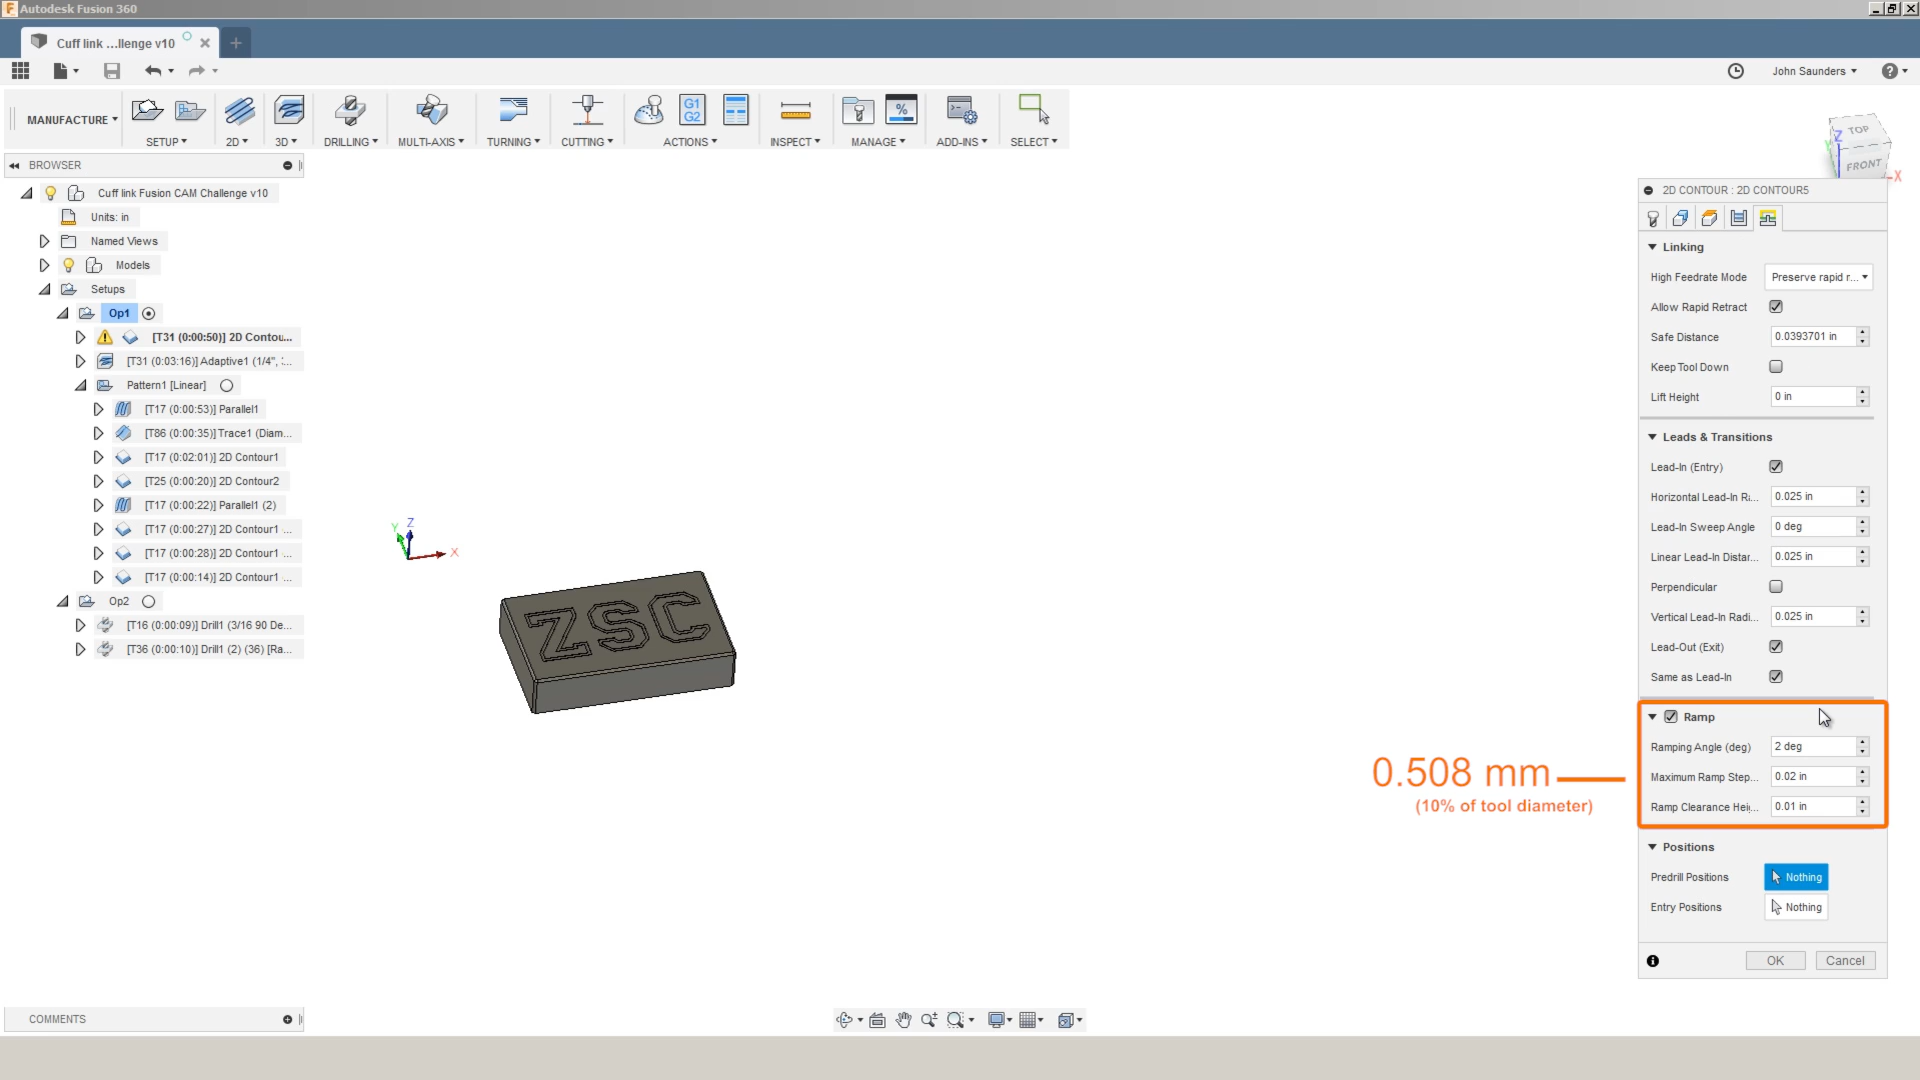 Autodesk Fusion 360
Cuff link ...llenge v10
John Saunders
MANUFACTURE
SETUP
2D
3D
DRILLING
MULTI-AXIS
TURNING
CUTTING
G1
G2
ACTIONS
INSPECT
MANAGE
ADD-INS
SELECT
BROWSER
Cuff link Fusion CAM Challenge v10
Units: in
Named Views
Models
Setups
Op1
[T31 (0:00:50)] 2D Contou...
[T31 (0:03:16)] Adaptive1 (1/4", ...
Pattern1 [Linear]
[T17 (0:00:53)] Parallel1
[T86 (0:00:35)] Trace1 (Diam...
[T17 (0:02:01)] 2D Contour1
[T25 (0:00:20)] 2D Contour2
[T17 (0:00:22)] Parallel1 (2)
[T17 (0:00:27)] 2D Contour1 ...
[T17 (0:00:28)] 2D Contour1 ...
[T17 (0:00:14)] 2D Contour1 ...
Op2
[T16 (0:00:09)] Drill1 (3/16 90 De...
[T36 (0:00:10)] Drill1 (2) (36) [Ra...
COMMENTS
Z
Y
X
ZSC
TOP
FRONT
Z
Y
X
2D CONTOUR : 2D CONTOUR5
Linking
High Feedrate Mode Preserve rapid r...
Allow Rapid Retract
Safe Distance 0.0393701 in
Keep Tool Down
Lift Height 0 in
Leads & Transitions
Lead-In (Entry)
Horizontal Lead-In R... 0.025 in
Lead-In Sweep Angle 0 deg
Linear Lead-In Distar... 0.025 in
Perpendicular
Vertical Lead-In Radi... 0.025 in
Lead-Out (Exit)
Same as Lead-In
Ramp
Ramping Angle (deg) 2 deg
Maximum Ramp Step... 0.02 in
Ramp Clearance Hei... 0.01 in
0.508 mm
(10% of tool diameter)
Positions
Predrill Positions Nothing
Entry Positions Nothing
OK Cancel